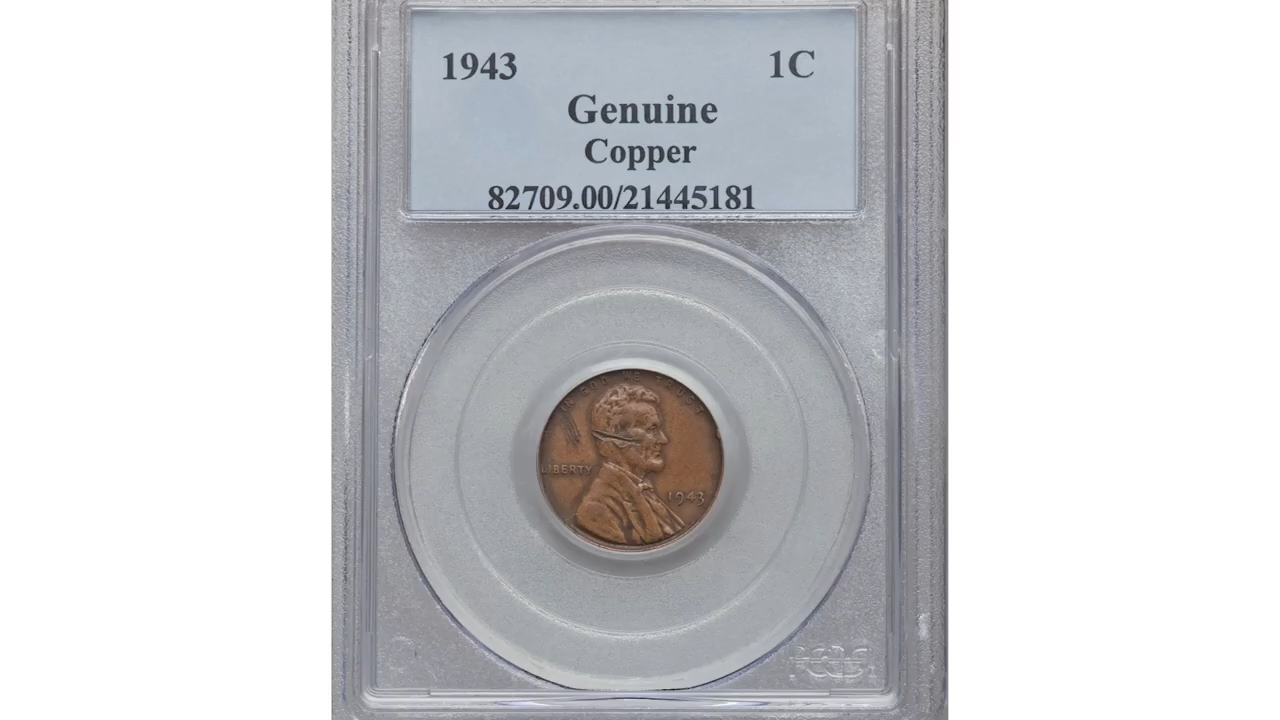 1943 1C
Genuine
Copper
82709.00/21445181
IN GOD WE TRUST
LIBERTY
1943